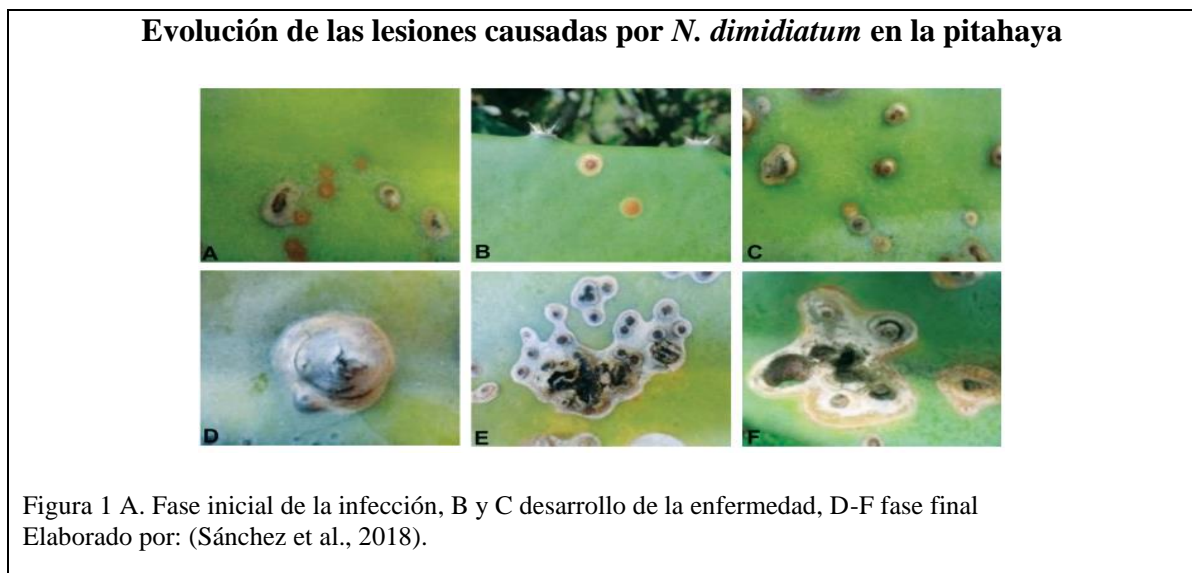 Evolución de las lesiones causadas por N. dimidiatum en la pitahaya
A
B
C
D
E
F
Figura 1 A. Fase inicial de la infección, B y C desarrollo de la enfermedad, D-F fase final
Elaborado por: (Sánchez et al., 2018).